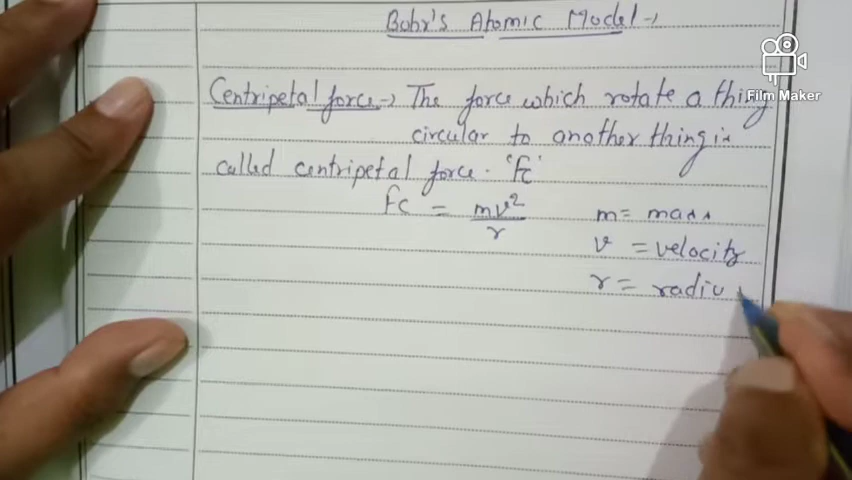 Bohr's Atomic Model→
Film Maker
Centripetal force→ The force which rotate a thing
circular to another thing is
called centripetal force. 'Fc'
Fc = mv²/r
m = mass
v = velocity
r = radiu